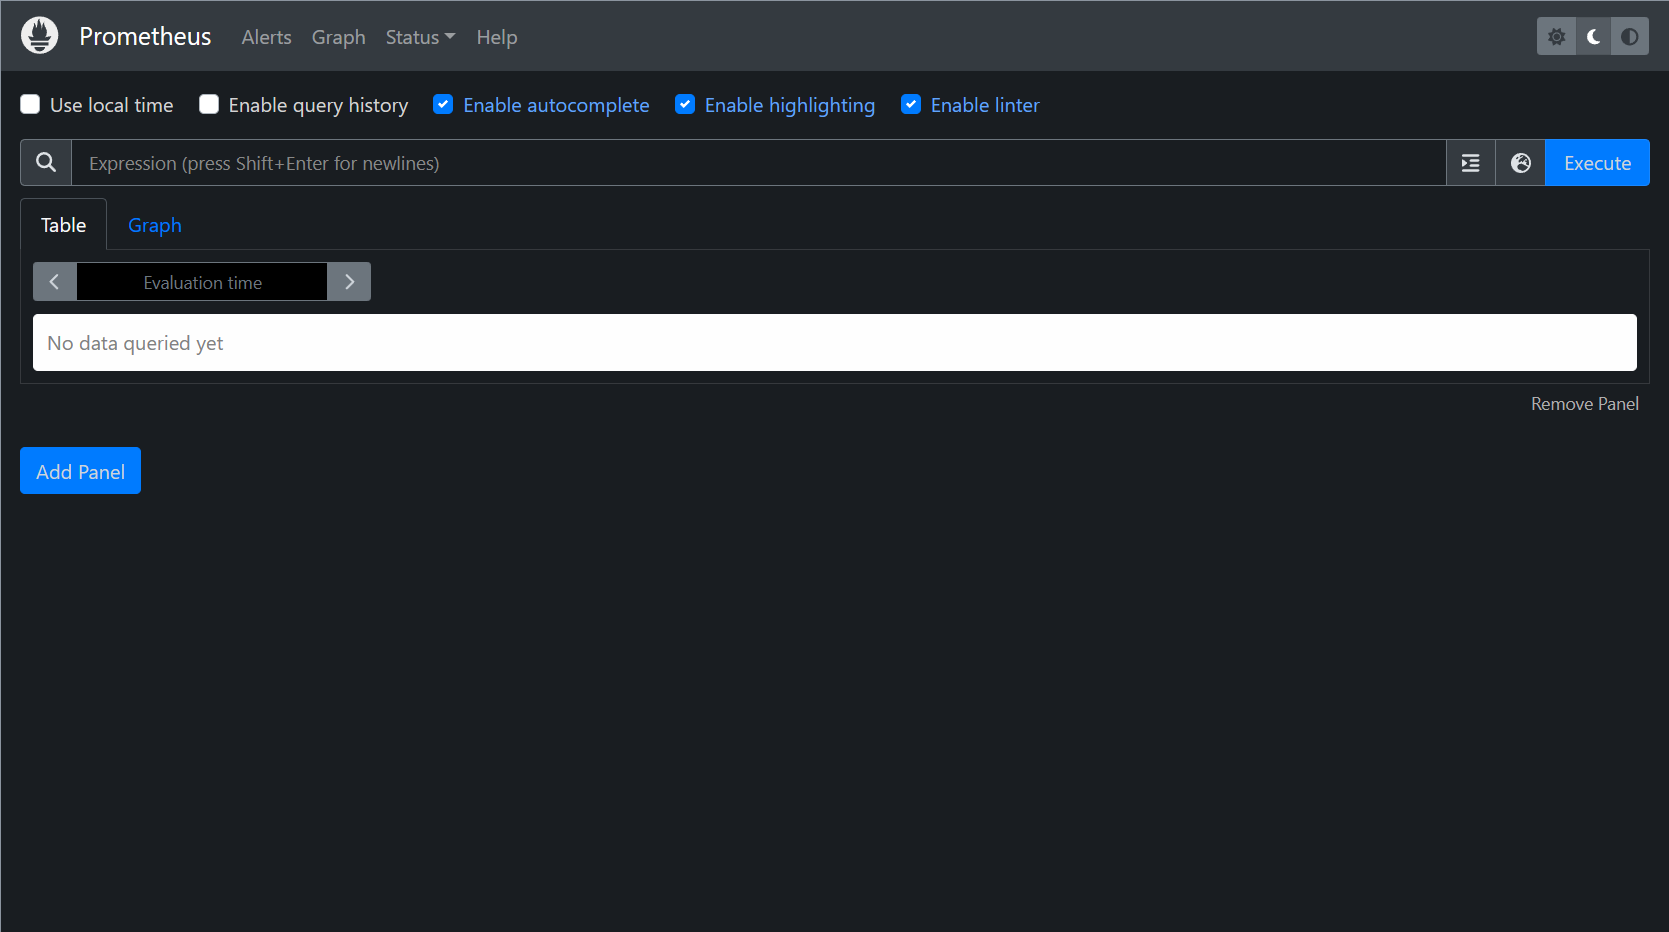 Prometheus Alerts Graph Status Help
Use local time Enable query history Enable autocomplete Enable highlighting Enable linter
Expression (press Shift+Enter for newlines) Execute
Table Graph
Evaluation time
No data queried yet
Remove Panel
Add Panel